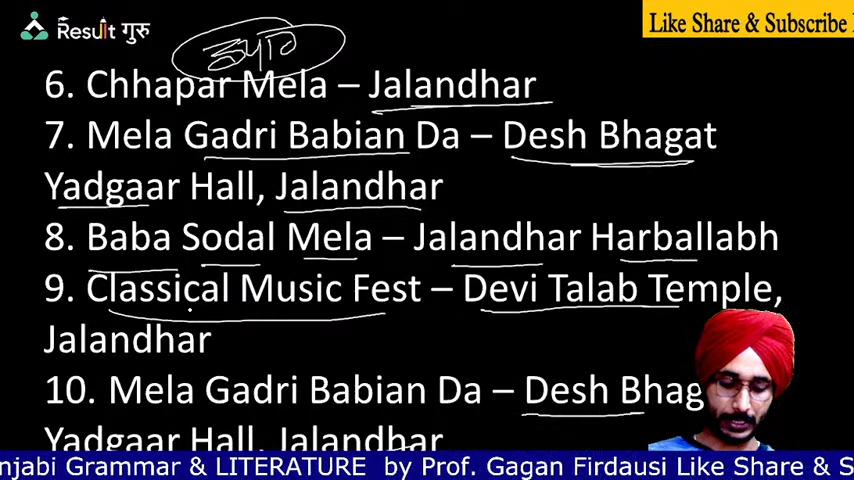 Result गुरु
Like Share & Subscribe
6. Chhapar Mela – Jalandhar
7. Mela Gadri Babian Da – Desh Bhagat
Yadgaar Hall, Jalandhar
8. Baba Sodal Mela – Jalandhar Harballabh
9. Classical Music Fest – Devi Talab Temple,
Jalandhar
10. Mela Gadri Babian Da – Desh Bhag
Yadgaar Hall, Jalandhar
njabi Grammar & LITERATURE by Prof. Gagan Firdausi Like Share & S